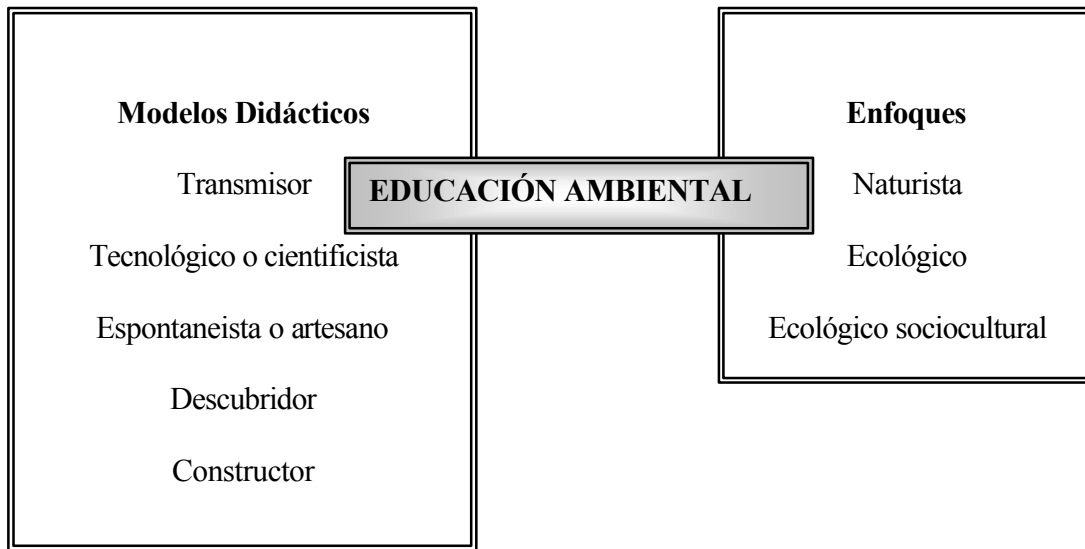 Modelos Didácticos
Transmisor
Tecnológico o cientificista
Espontaneista o artesano
Descubridor
Constructor
EDUCACIÓN AMBIENTAL
Enfoques
Naturista
Ecológico
Ecológico sociocultural